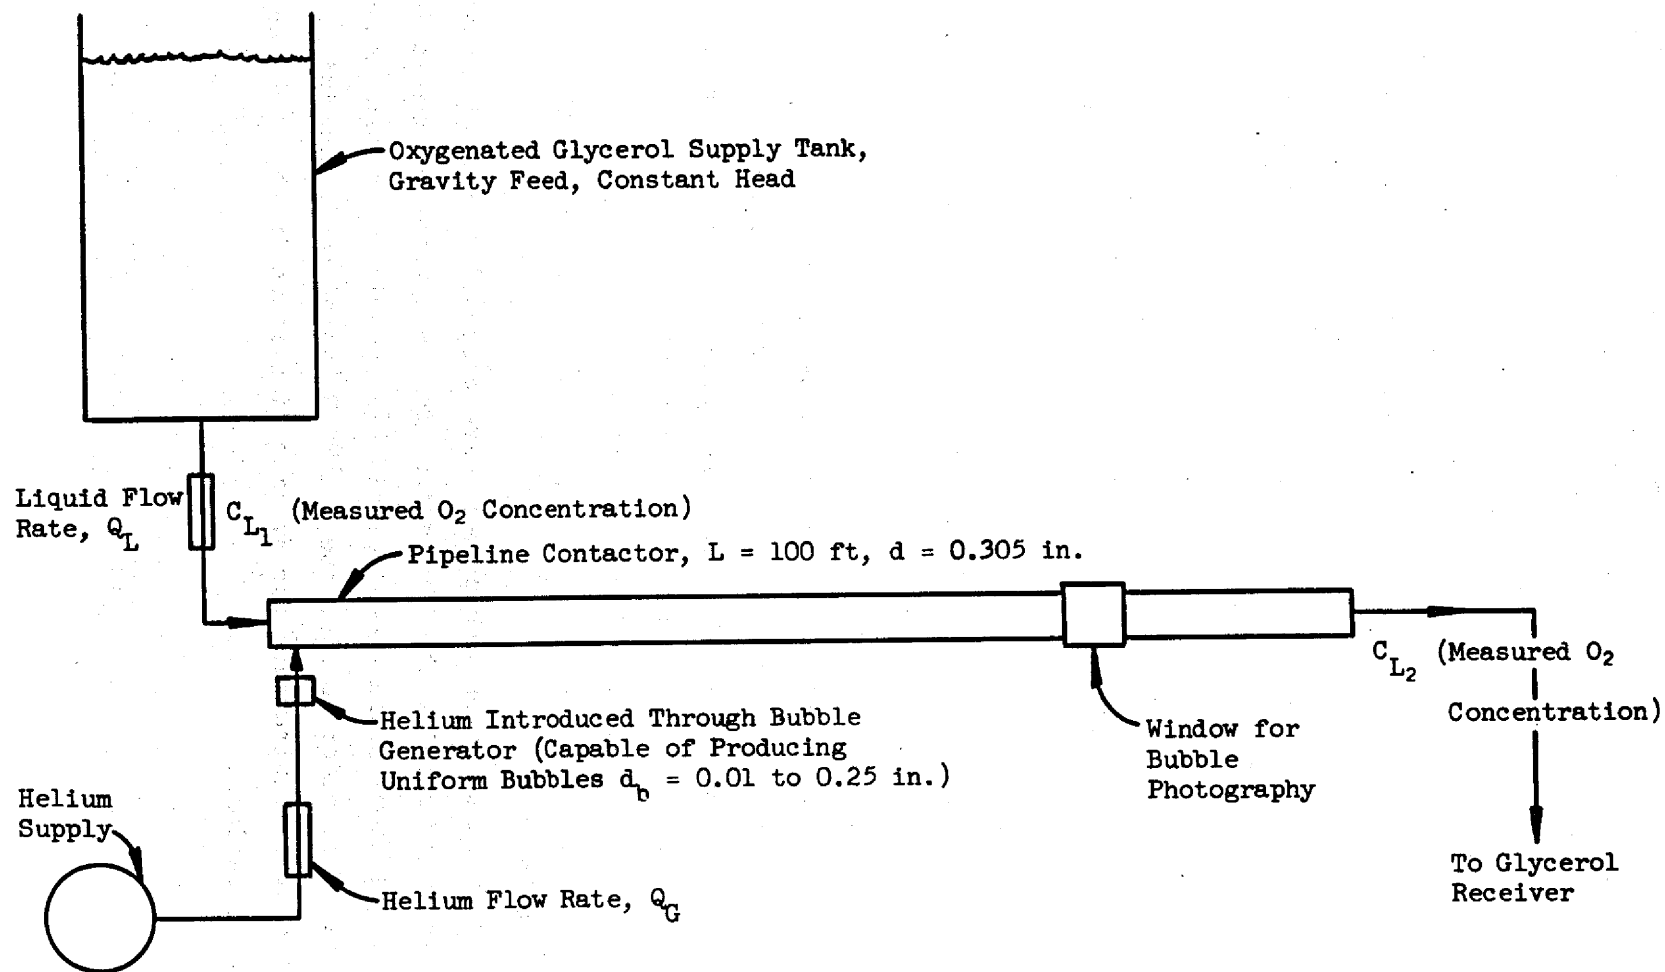 Oxygenated Glycerol Supply Tank,
Gravity Feed, Constant Head
Liquid Flow
Rate, Q_L
C_L1 (Measured O2 Concentration)
Pipeline Contactor, L = 100 ft, d = 0.305 in.
C_L2 (Measured O2
Concentration)
Helium Introduced Through Bubble
Generator (Capable of Producing
Uniform Bubbles d_b = 0.01 to 0.25 in.)
Window for
Bubble
Photography
Helium
Supply
Helium Flow Rate, Q_G
To Glycerol
Receiver